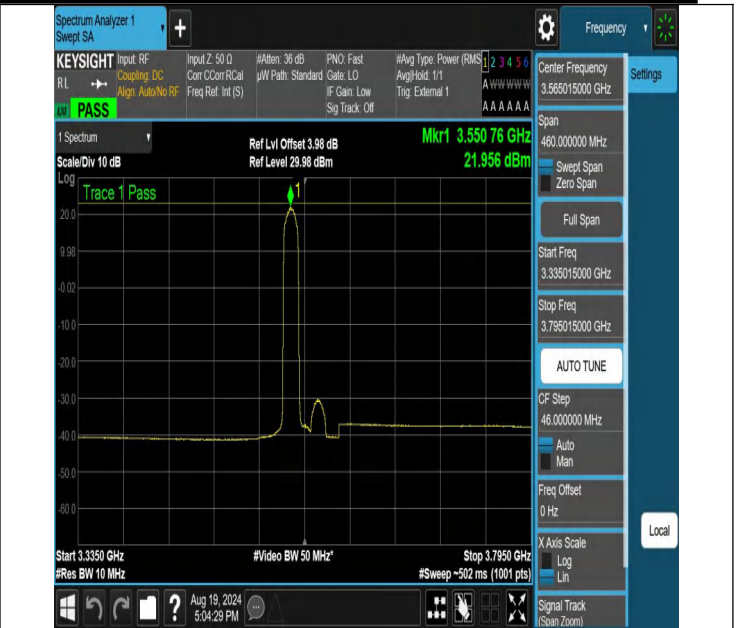 Spectrum Analyzer 1
Swept SA
+
Frequency
KEYSIGHT
RL
LXI
PASS
Input: RF
Coupling: DC
Align: Auto/No RF
Input Z: 50 Ω
Corr CCorr RCal
Freq Ref: Int (S)
#Atten: 36 dB
µW Path: Standard
PNO: Fast
Gate: LO
IF Gain: Low
Sig Track: Off
#Avg Type: Power (RMS
Avg|Hold: 1/1
Trig: External 1
1 2 3 4 5 6
A W W W W W
A A A A A A
1 Spectrum
Scale/Div 10 dB
Log
Ref Lvl Offset 3.98 dB
Ref Level 29.98 dBm
Mkr1 3.550 76 GHz
21.956 dBm
Trace 1 Pass
1
20.0
9.98
-0.02
-10.0
-20.0
-30.0
-40.0
-50.0
-60.0
Start 3.3350 GHz
#Res BW 10 MHz
#Video BW 50 MHz*
Stop 3.7950 GHz
#Sweep ~502 ms (1001 pts)
Center Frequency
3.565015000 GHz
Settings
Span
460.000000 MHz
Swept Span
Zero Span
Full Span
Start Freq
3.335015000 GHz
Stop Freq
3.795015000 GHz
AUTO TUNE
CF Step
46.000000 MHz
Auto
Man
Freq Offset
0 Hz
X Axis Scale
Log
Lin
Local
Signal Track
(Span Zoom)
?
Aug 19, 2024
5:04:29 PM